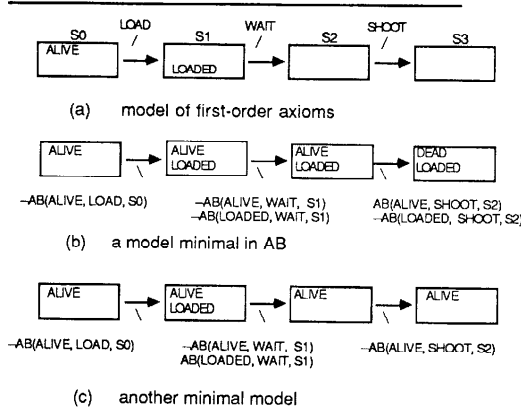 LOAD WAIT SHOOT
S0 S1 S2 S3
ALIVE
LOADED
(a) model of first-order axioms
ALIVE ALIVE ALIVE DEAD
LOADED LOADED LOADED
¬AB(ALIVE, LOAD, S0) ¬AB(ALIVE, WAIT, S1) AB(ALIVE, SHOOT, S2)
¬AB(LOADED, WAIT, S1) ¬AB(LOADED, SHOOT, S2)
(b) a model minimal in AB
ALIVE ALIVE ALIVE ALIVE
LOADED
¬AB(ALIVE, LOAD, S0) ¬AB(ALIVE, WAIT, S1) ¬AB(ALIVE, SHOOT, S2)
AB(LOADED, WAIT, S1)
(c) another minimal model